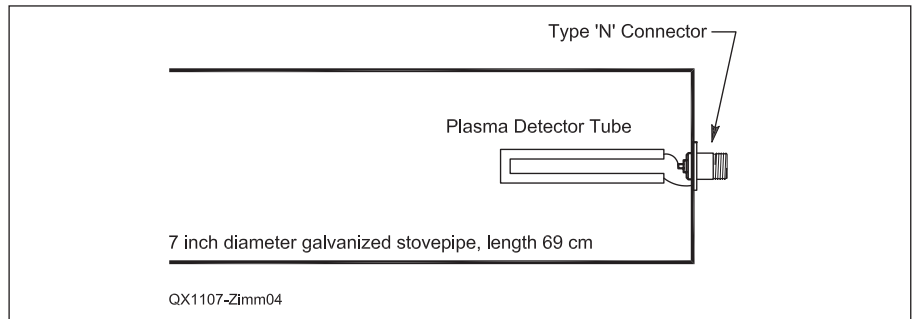 Type 'N' Connector
Plasma Detector Tube
7 inch diameter galvanized stovepipe, length 69 cm
QX1107-Zimm04